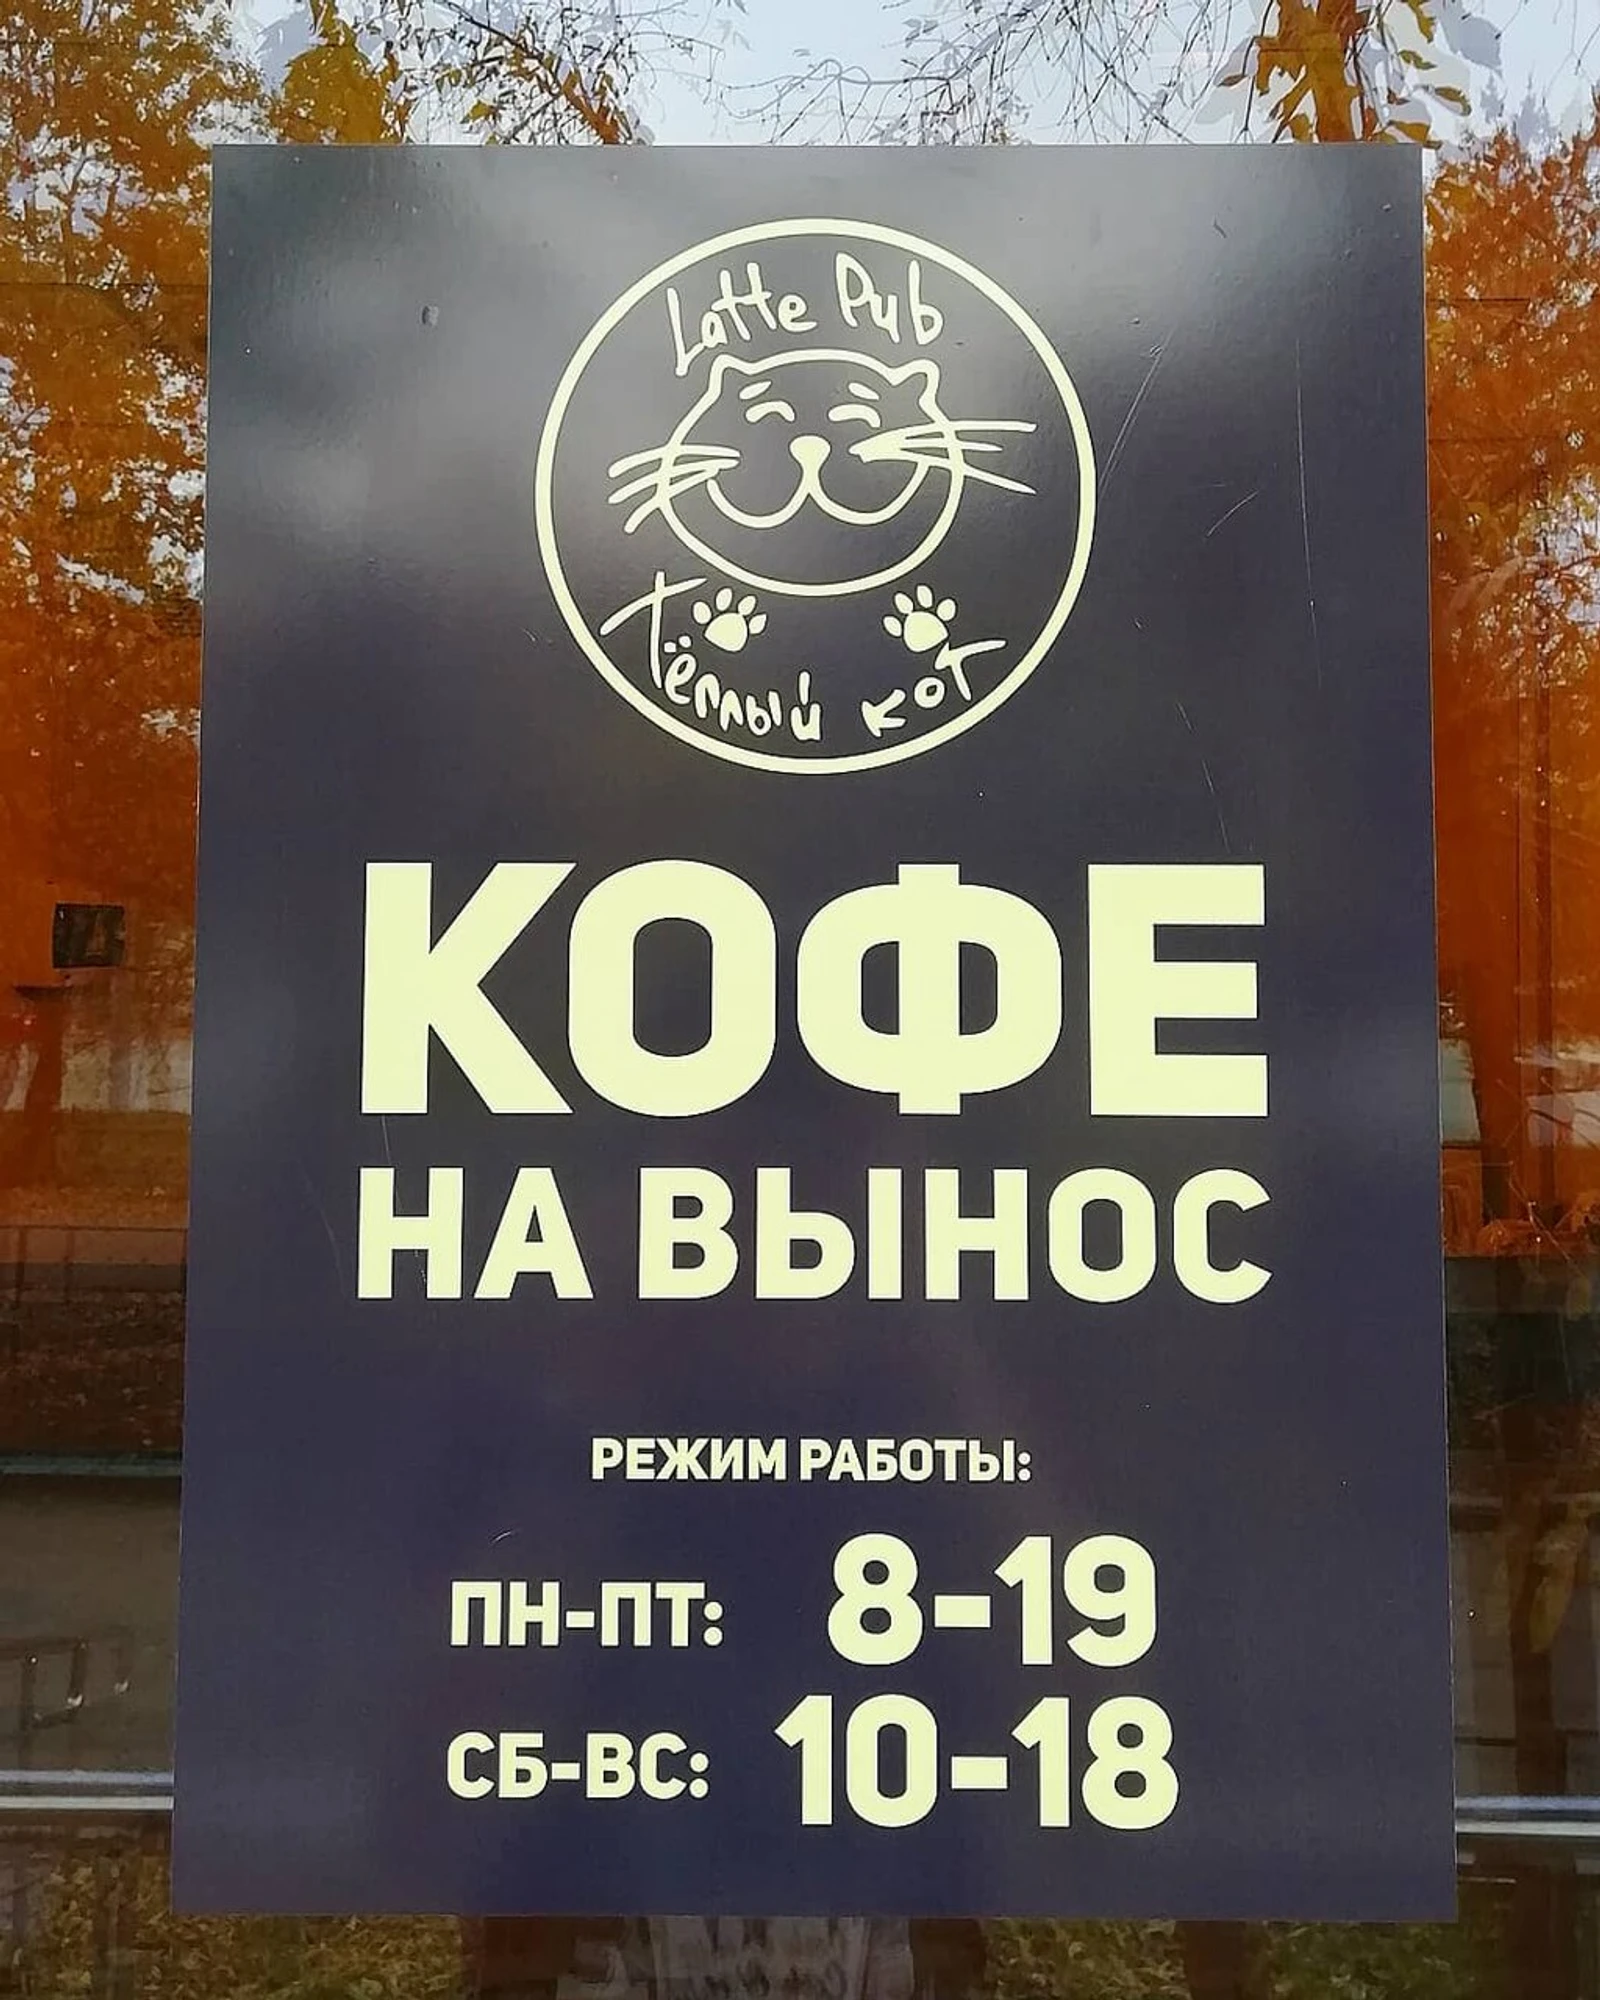 Latte Pub
Тёплый кот
КОФЕ
НА ВЫНОС
РЕЖИМ РАБОТЫ:
ПН-ПТ: 8-19
СБ-ВС: 10-18